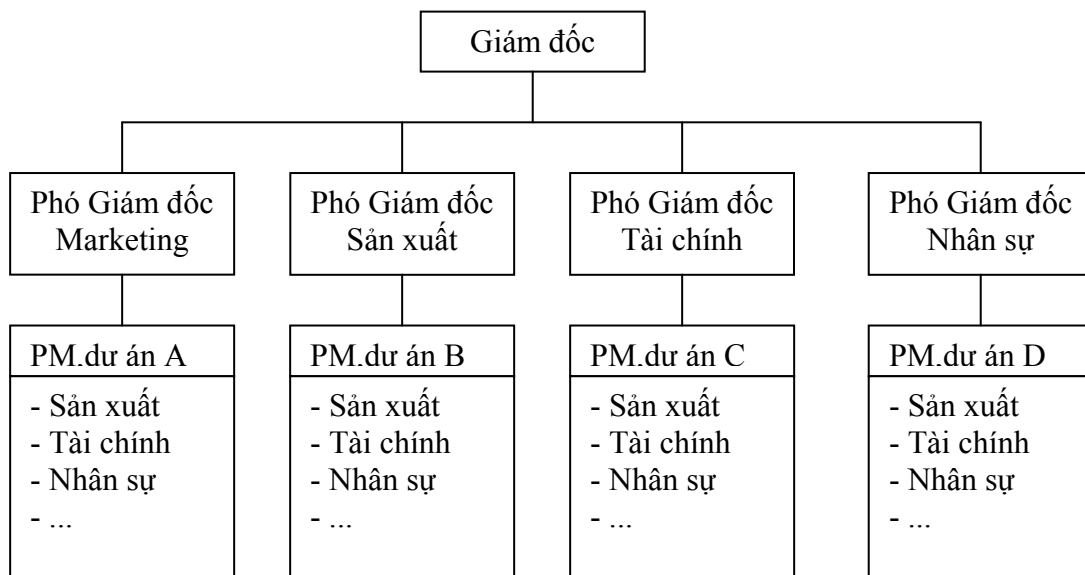 Giám đốc
Phó Giám đốc
Marketing
Phó Giám đốc
Sản xuất
Phó Giám đốc
Tài chính
Phó Giám đốc
Nhân sự
PM.dư án A
- Sản xuất
- Tài chính
- Nhân sự
- ...
PM.dư án B
- Sản xuất
- Tài chính
- Nhân sự
- ...
PM.dư án C
- Sản xuất
- Tài chính
- Nhân sự
- ...
PM.dư án D
- Sản xuất
- Tài chính
- Nhân sự
- ...